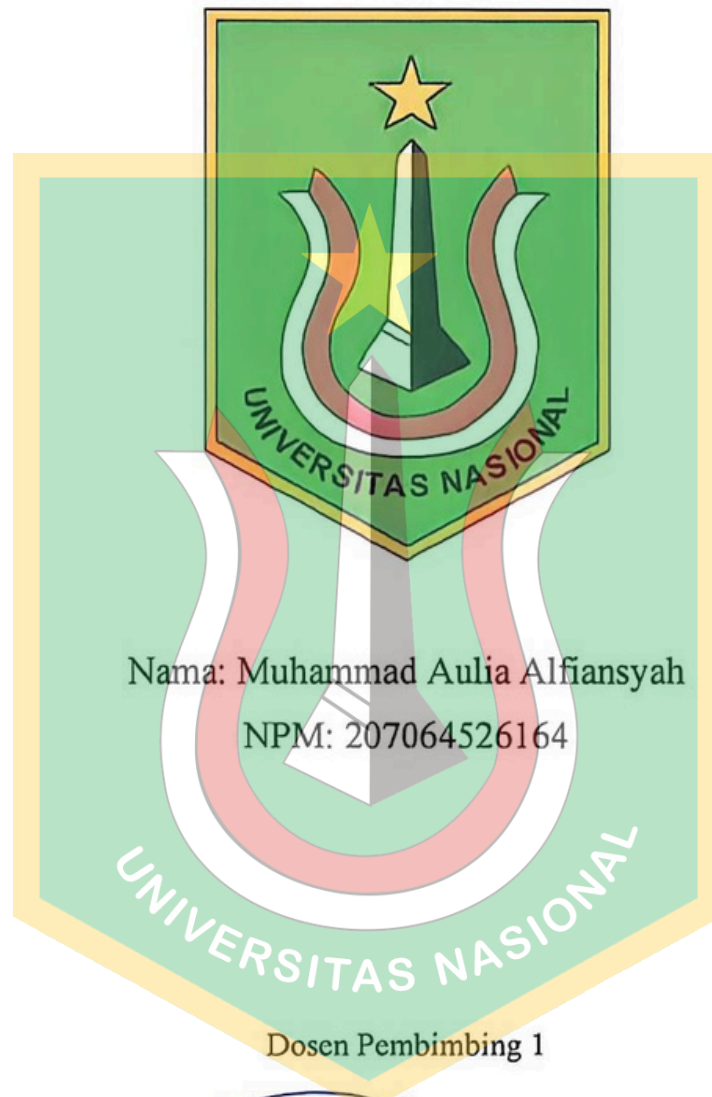 UNIVERSITAS NASIONAL
Nama: Muhammad Aulia Alfiansyah
NPM: 207064526164
UNIVERSITAS NASIONAL
Dosen Pembimbing 1